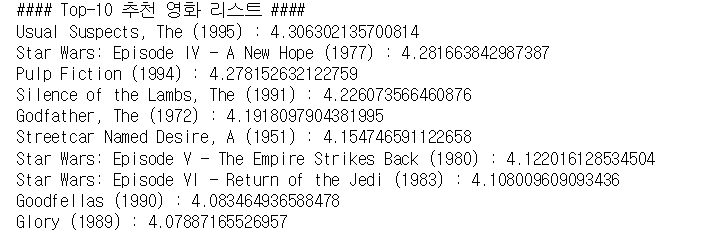 #### Top-10 추천 영화 리스트 ####
Usual Suspects, The (1995) : 4.306302135700814
Star Wars: Episode IV - A New Hope (1977) : 4.281663842987387
Pulp Fiction (1994) : 4.278152632122759
Silence of the Lambs, The (1991) : 4.226073566460876
Godfather, The (1972) : 4.1918097904381995
Streetcar Named Desire, A (1951) : 4.154746591122658
Star Wars: Episode V - The Empire Strikes Back (1980) : 4.122016128534504
Star Wars: Episode VI - Return of the Jedi (1983) : 4.108009609093436
Goodfellas (1990) : 4.083464936588478
Glory (1989) : 4.07887165526957